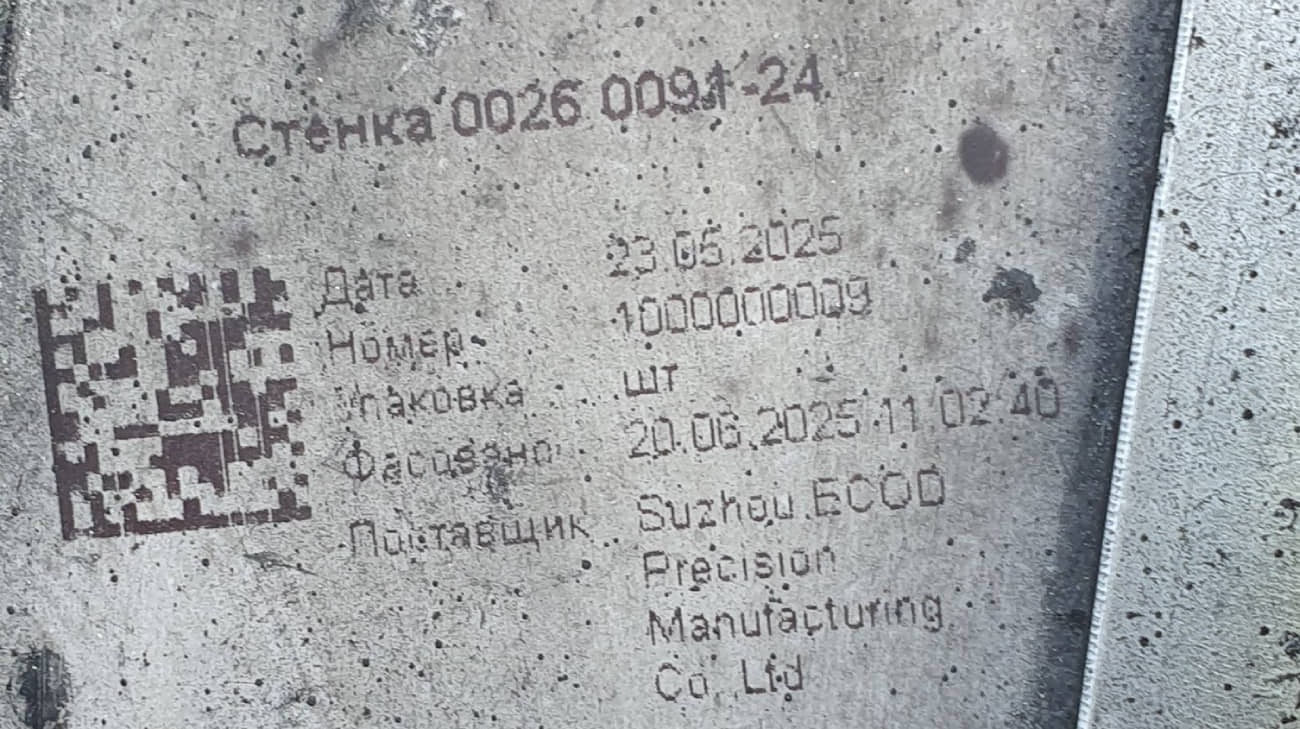 Стенка 0026 0091-24
Дата 23.05.2025
Номер 1000000009
Упаковка шт
Фасовано 20.06.2025 11:02:40
Поставщик Suzhou ECOD
Precision
Manufacturing
Co., Ltd